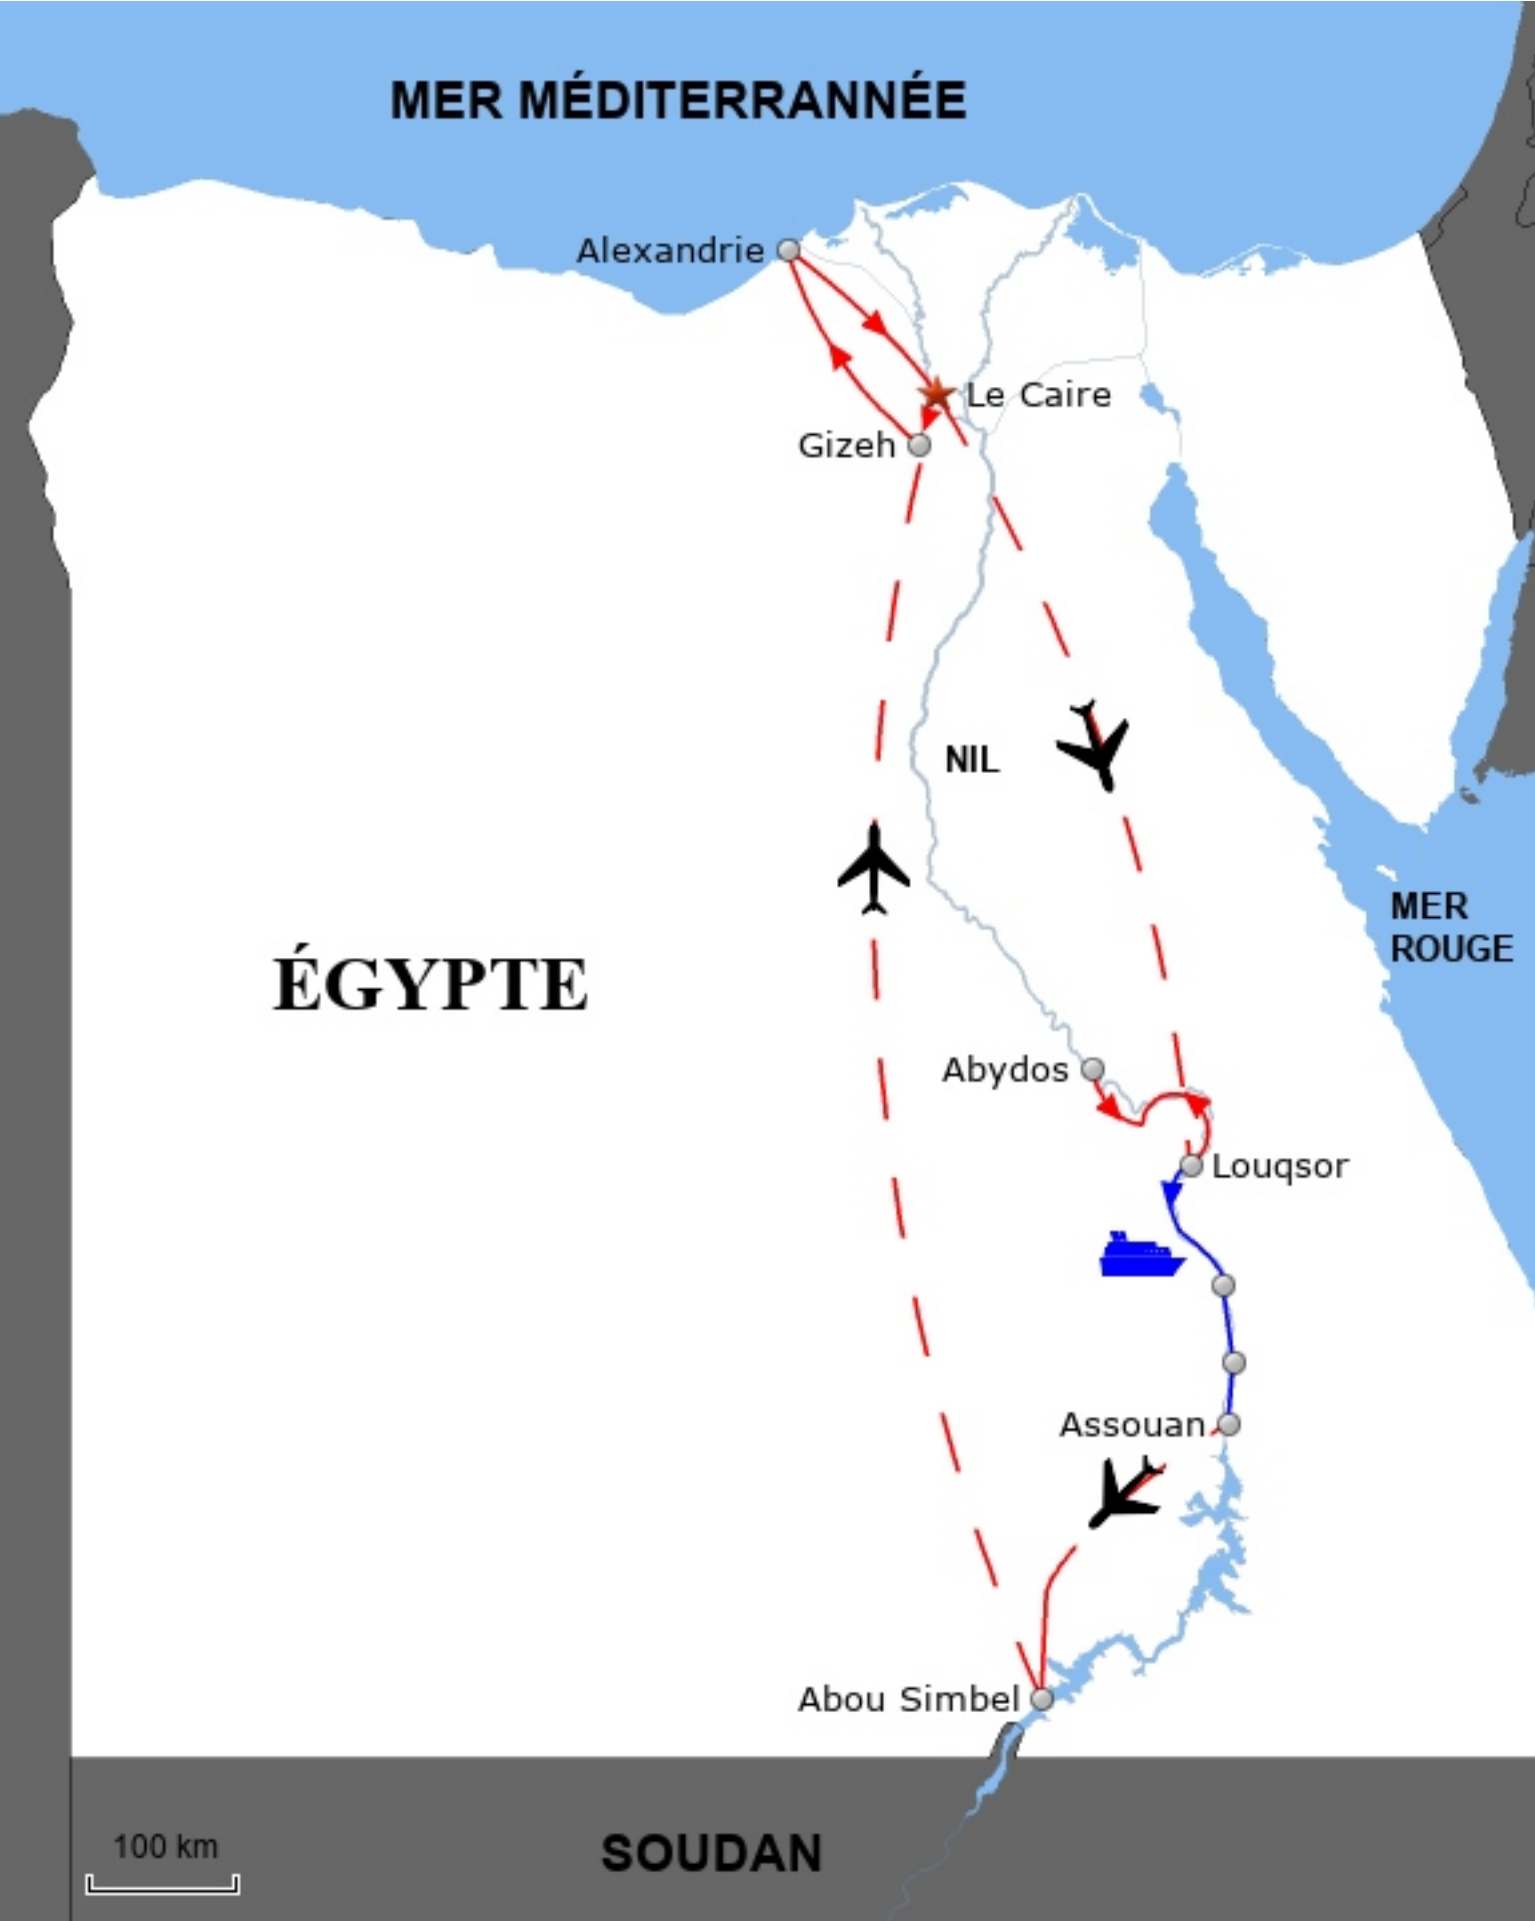 MER MÉDITERRANNÉE
Alexandrie
Le Caire
Gizeh
NIL
MER
ROUGE
ÉGYPTE
Abydos
Louqsor
Assouan
Abou Simbel
100 km
SOUDAN